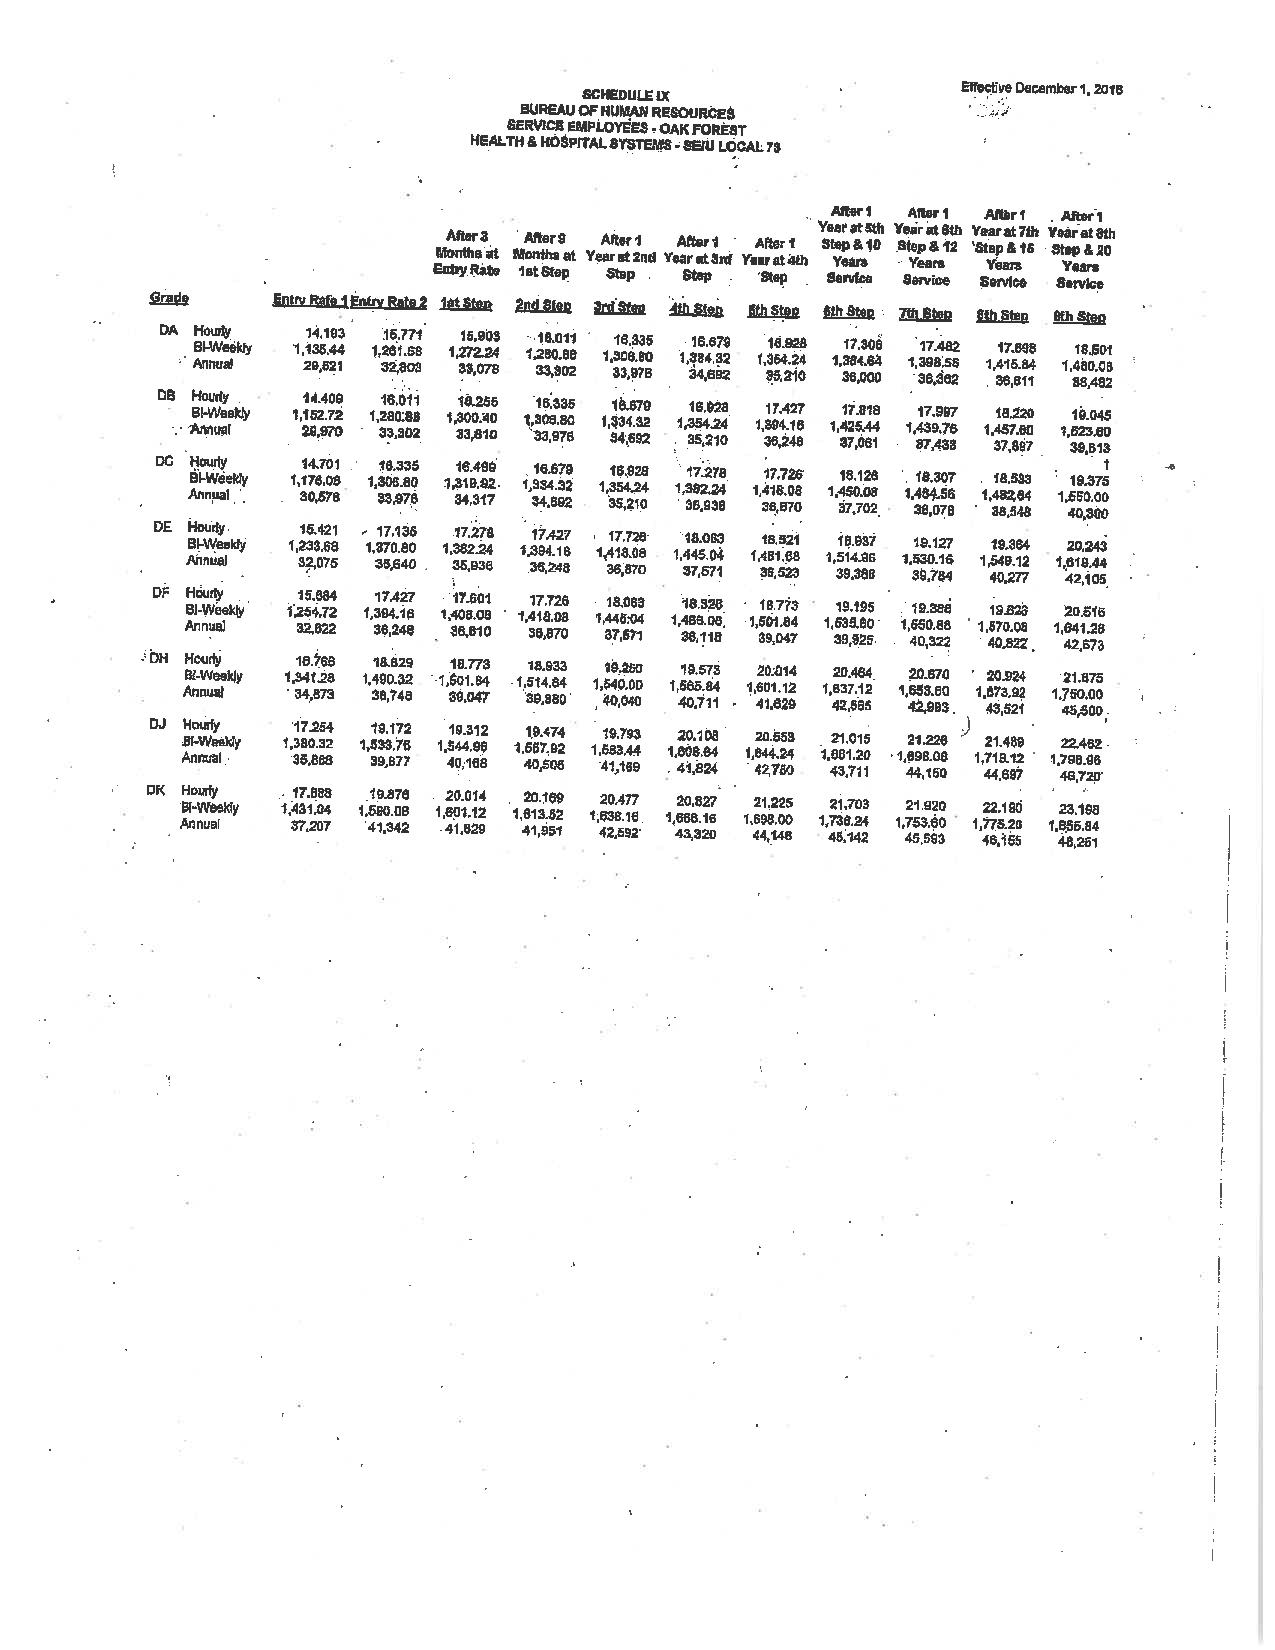 Effective December 1, 2016
SCHEDULE IX
BUREAU OF HUMAN RESOURCES
SERVICE EMPLOYEES - OAK FOREST
HEALTH & HOSPITAL SYSTEMS - SEIU LOCAL 73
After 1 After 1 After 1 After 1
Year at 5th Year at 6th Year at 7th Year at 8th
After 3 After 9 After 1 After 1 After 1 Step & 10 Step & 12 Step & 15 Step & 20
Months at Months at Year at 2nd Year at 3rd Year at 4th Years Years Years Years
Entry Rate 1st Step Step Step Step Service Service Service Service
Grade Entry Rate 1 Entry Rate 2 1st Step 2nd Step 3rd Step 4th Step 5th Step 6th Step 7th Step 8th Step 9th Step
DA Hourly 14.193 15.771 15.903 16.011 16.335 16.679 16.928 17.308 17.482 17.698 18.501
Bi-Weekly 1,135.44 1,261.68 1,272.24 1,280.88 1,306.80 1,334.32 1,354.24 1,384.64 1,398.56 1,415.84 1,480.08
Annual 29,521 32,803 33,078 33,302 33,976 34,692 35,210 36,000 36,362 36,811 38,482
DB Hourly 14.409 16.011 16.255 16.335 16.679 16.928 17.427 17.818 17.997 18.220 19.045
Bi-Weekly 1,152.72 1,280.88 1,300.40 1,306.80 1,334.32 1,354.24 1,394.16 1,425.44 1,439.76 1,457.60 1,523.60
Annual 29,970 33,302 33,810 33,976 34,692 35,210 36,248 37,061 37,433 37,897 39,613
DC Hourly 14.701 16.335 16.499 16.679 16.928 17.278 17.726 18.126 18.307 18.533 19.375
Bi-Weekly 1,176.08 1,306.80 1,319.92 1,334.32 1,354.24 1,382.24 1,418.08 1,450.08 1,464.56 1,482.64 1,550.00
Annual 30,578 33,976 34,317 34,692 35,210 35,938 36,870 37,702 38,078 38,548 40,300
DE Hourly 15.421 17.135 17.278 17.427 17.726 18.063 18.521 18.937 19.127 19.364 20.243
Bi-Weekly 1,233.68 1,370.80 1,382.24 1,394.16 1,418.08 1,445.04 1,481.68 1,514.96 1,530.16 1,549.12 1,619.44
Annual 32,075 35,640 35,938 36,248 36,870 37,571 38,523 39,388 39,784 40,277 42,105
DF Hourly 15.684 17.427 17.601 17.726 18.063 18.326 18.773 19.195 19.386 19.626 20.516
Bi-Weekly 1,254.72 1,394.16 1,408.08 1,418.08 1,445.04 1,466.08 1,501.84 1,535.60 1,550.88 1,570.08 1,641.28
Annual 32,622 36,248 36,610 36,870 37,571 38,118 39,047 39,925 40,322 40,822 42,673
DH Hourly 16.766 18.629 18.773 18.933 19.250 19.573 20.014 20.464 20.670 20.924 21.875
Bi-Weekly 1,341.28 1,490.32 1,501.84 1,514.64 1,540.00 1,565.84 1,601.12 1,637.12 1,653.60 1,673.92 1,750.00
Annual 34,873 38,748 39,047 39,380 40,040 40,711 41,629 42,565 42,993 43,521 45,500
DJ Hourly 17.254 19.172 19.312 19.474 19.793 20.108 20.553 21.015 21.226 21.489 22.462
Bi-Weekly 1,380.32 1,533.76 1,544.96 1,557.92 1,583.44 1,608.64 1,644.24 1,681.20 1,698.08 1,719.12 1,796.96
Annual 35,888 39,877 40,168 40,505 41,169 41,824 42,750 43,711 44,150 44,697 46,720
DK Hourly 17.888 19.876 20.014 20.169 20.477 20.827 21.225 21.703 21.920 22.190 23.198
Bi-Weekly 1,431.04 1,590.08 1,601.12 1,613.52 1,638.16 1,666.16 1,698.00 1,736.24 1,753.60 1,775.20 1,855.84
Annual 37,207 41,342 41,629 41,951 42,592 43,320 44,148 45,142 45,593 46,155 48,251